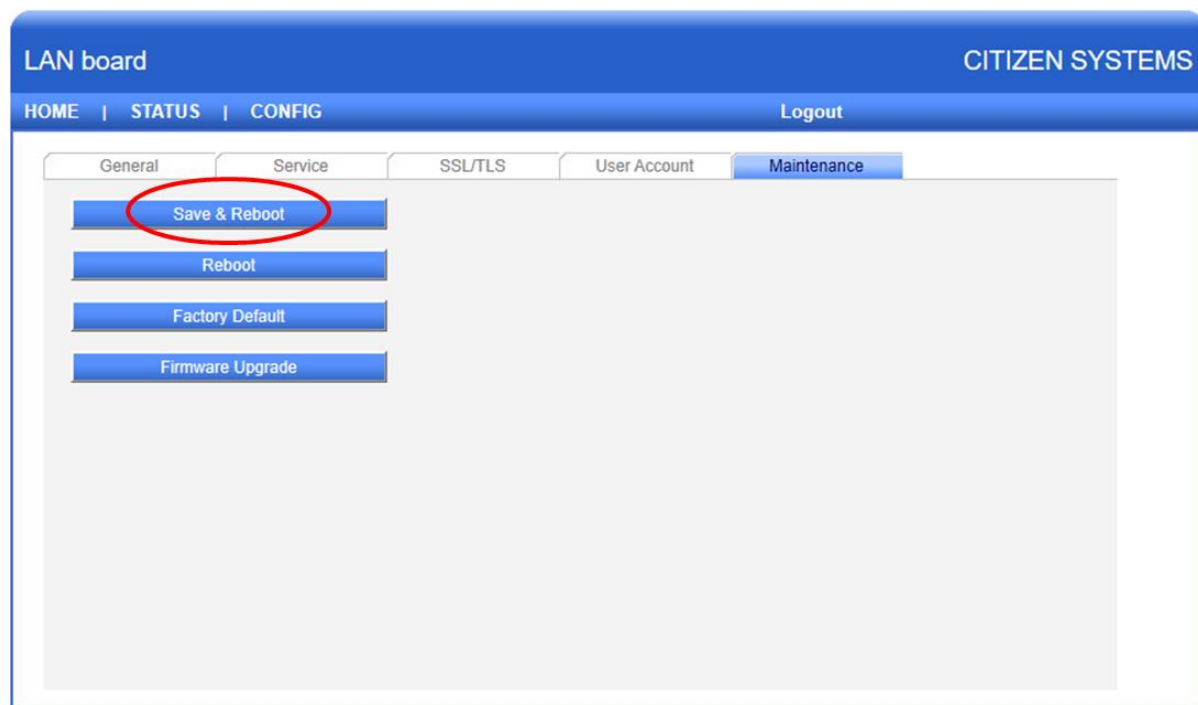 LAN board CITIZEN SYSTEMS
HOME | STATUS | CONFIG Logout
General Service SSL/TLS User Account Maintenance
Save & Reboot
Reboot
Factory Default
Firmware Upgrade